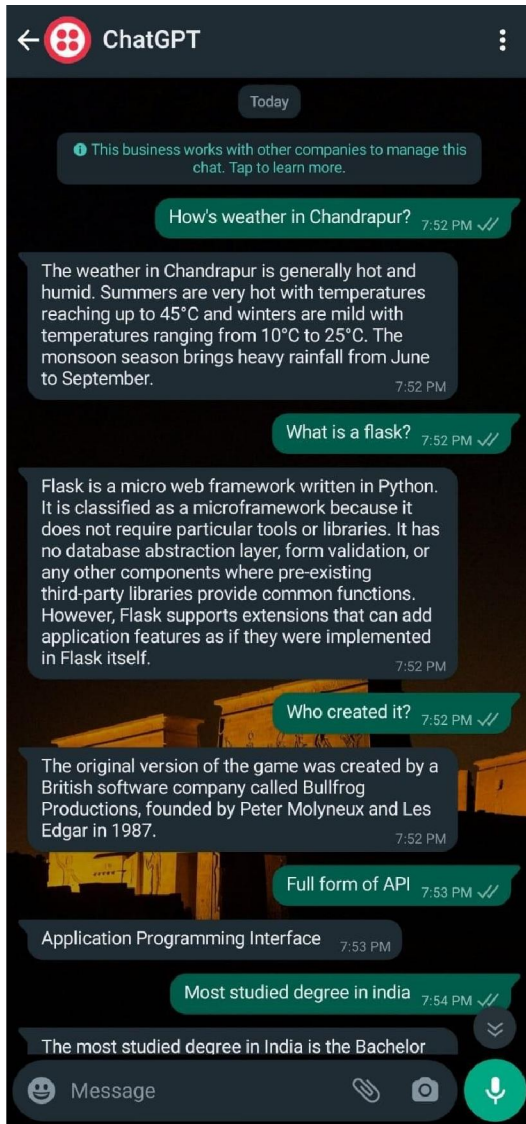 ChatGPT
Today
This business works with other companies to manage this
chat. Tap to learn more.
How's weather in Chandrapur? 7:52 PM
The weather in Chandrapur is generally hot and
humid. Summers are very hot with temperatures
reaching up to 45°C and winters are mild with
temperatures ranging from 10°C to 25°C. The
monsoon season brings heavy rainfall from June
to September.
7:52 PM
What is a flask? 7:52 PM
Flask is a micro web framework written in Python.
It is classified as a microframework because it
does not require particular tools or libraries. It has
no database abstraction layer, form validation, or
any other components where pre-existing
third-party libraries provide common functions.
However, Flask supports extensions that can add
application features as if they were implemented
in Flask itself.
7:52 PM
Who created it? 7:52 PM
The original version of the game was created by a
British software company called Bullfrog
Productions, founded by Peter Molyneux and Les
Edgar in 1987.
7:52 PM
Full form of API 7:53 PM
Application Programming Interface 7:53 PM
Most studied degree in india 7:54 PM
The most studied degree in India is the Bachelor
Message